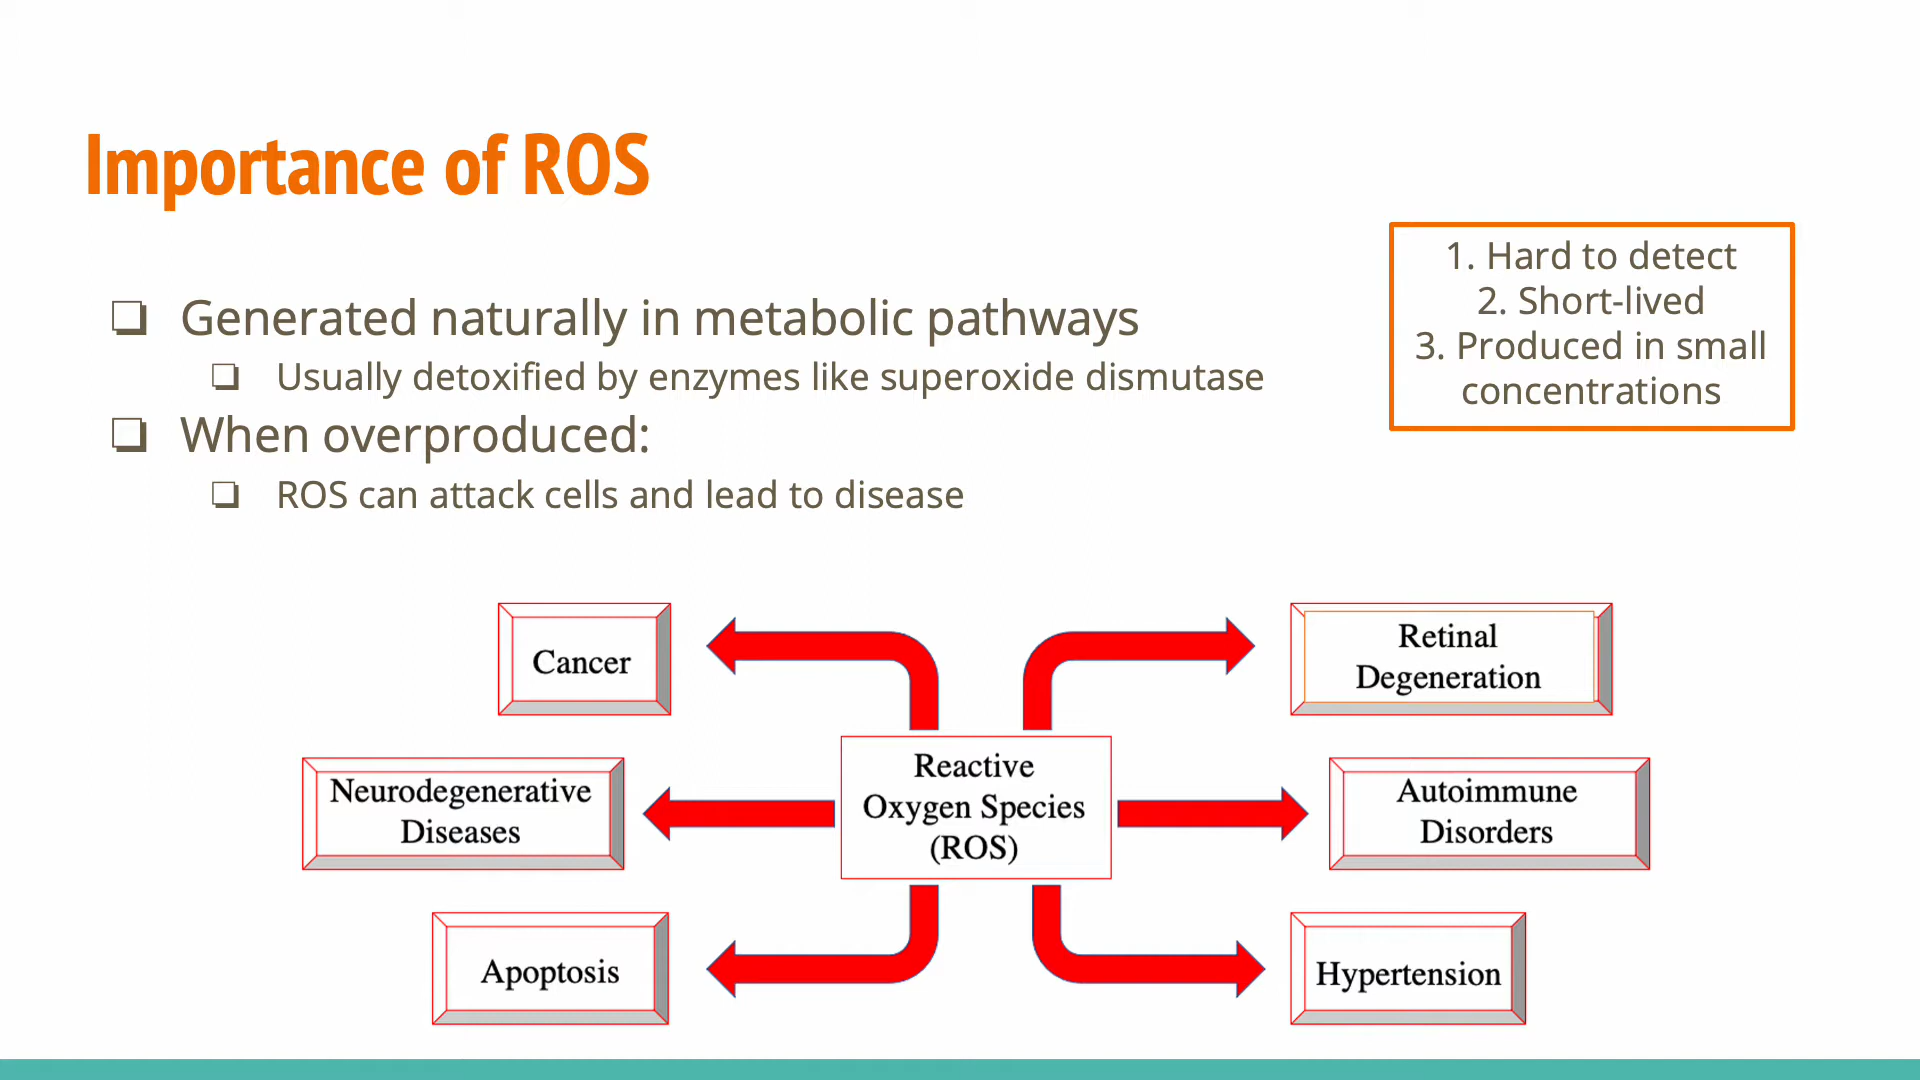 Importance of ROS
Generated naturally in metabolic pathways
Usually detoxified by enzymes like superoxide dismutase
When overproduced:
ROS can attack cells and lead to disease
1. Hard to detect
2. Short-lived
3. Produced in small
concentrations
Cancer
Retinal
Degeneration
Neurodegenerative
Diseases
Reactive
Oxygen Species
(ROS)
Autoimmune
Disorders
Apoptosis
Hypertension